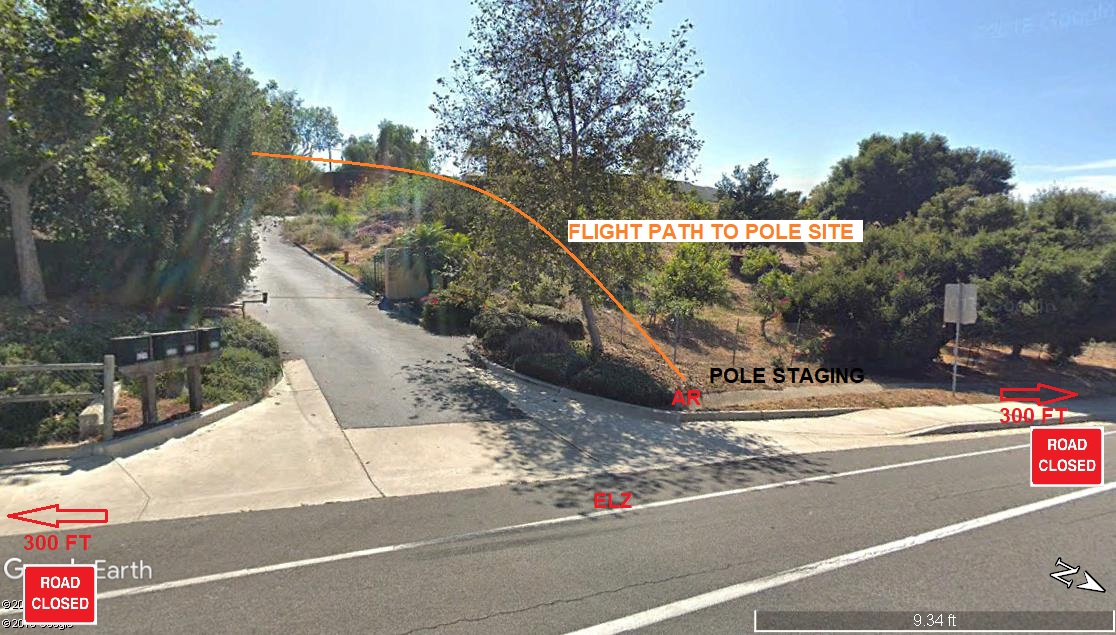 FLIGHT PATH TO POLE SITE
POLE STAGING
AR
300 FT
ROAD
CLOSED
ELZ
300 FT
Google Earth
ROAD
CLOSED
N
9.34 ft